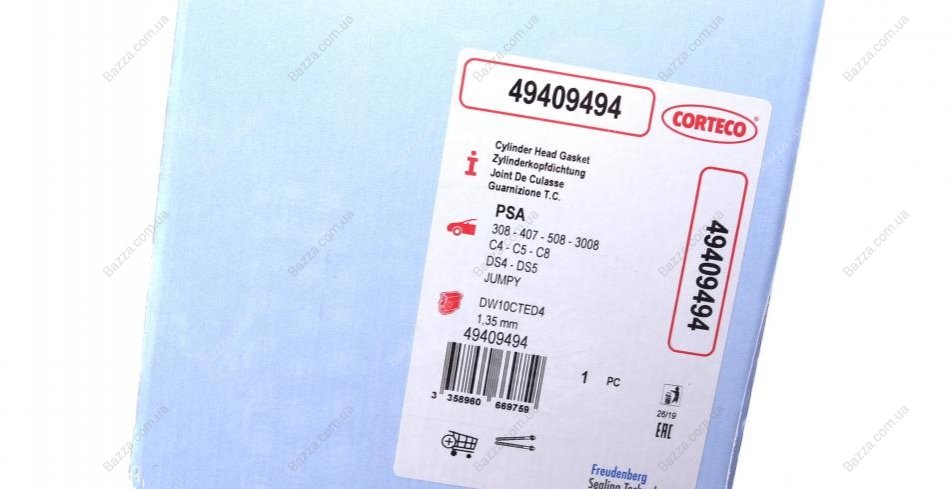 49409494
CORTECO®
i
Cylinder Head Gasket
Zylinderkopfdichtung
Joint De Culasse
Guarnizione T.C.
PSA
308 - 407 - 508 - 3008
C4 - C5 - C8
DS4 - DS5
JUMPY
DW10CTED4
1,35 mm
49409494
3 358960 669759
1 PC
26/19
EAC
Freudenberg
Sealing
49409494
Bazza.com.ua